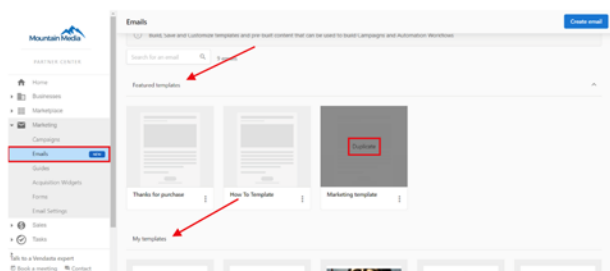 Mountain Media
PARTNER CENTER
Home
Businesses
Marketplace
Marketing
Campaigns
Emails NEW
Guides
Acquisition Widgets
Forms
Email Settings
Sales
Tasks
Talk to a Vendasta expert
Book a meeting Contact
Emails
Create email
Build, Save and Customize templates and pre-built content that can be used to build Campaigns and Automation Workflows
Search for an email
Featured templates
Duplicate
Thanks for purchase
How To Template
Marketing template
My templates